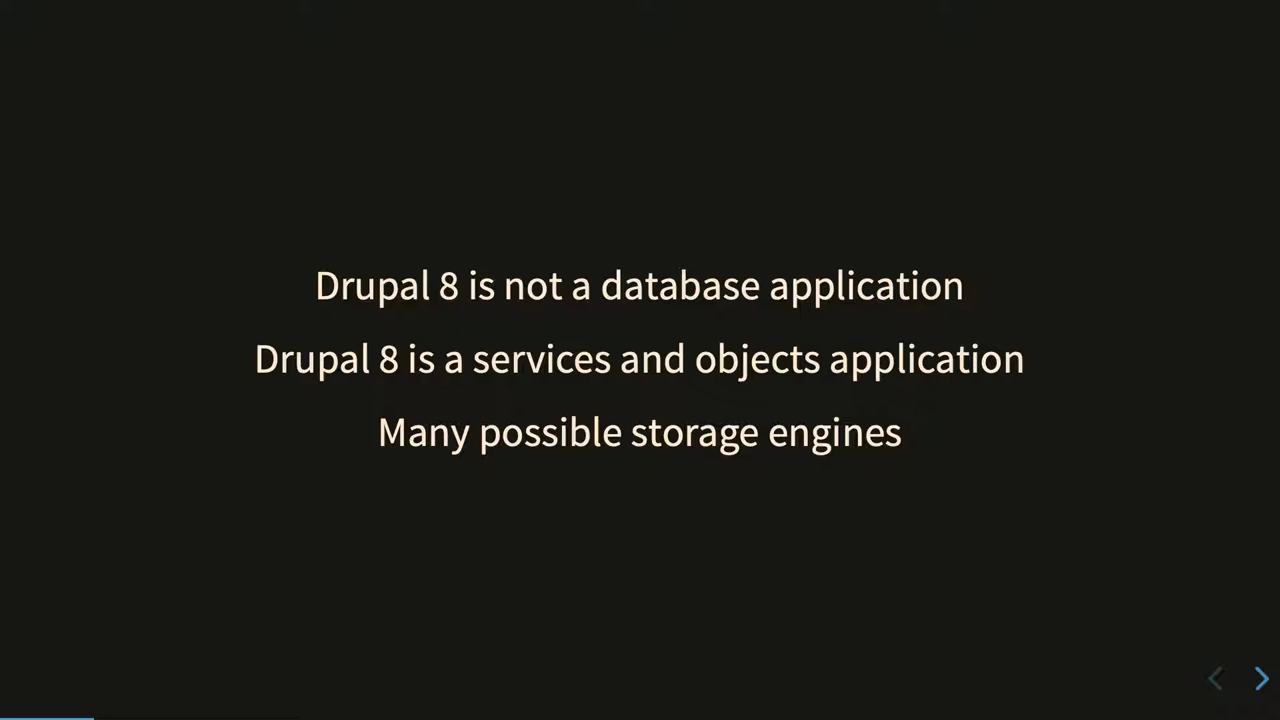 Drupal 8 is not a database application
Drupal 8 is a services and objects application
Many possible storage engines